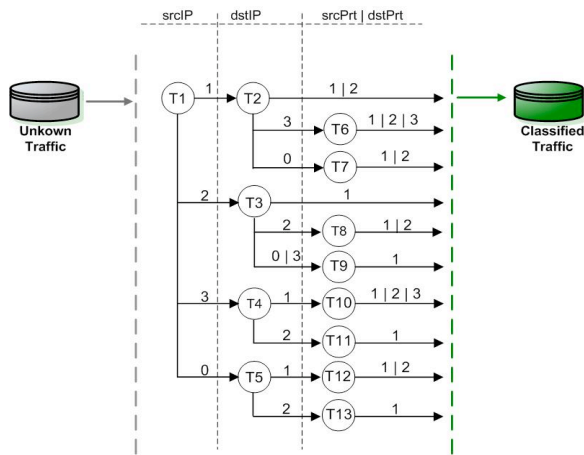 srcIP dstIP srcPrt | dstPrt
Unkown
Traffic
T1 1 T2 1 | 2
3 T6 1 | 2 | 3
0 T7 1 | 2
2 T3 1
2 T8 1 | 2
0 | 3 T9 1
3 T4 1 T10 1 | 2 | 3
2 T11 1
0 T5 1 T12 1 | 2
2 T13 1
Classified
Traffic